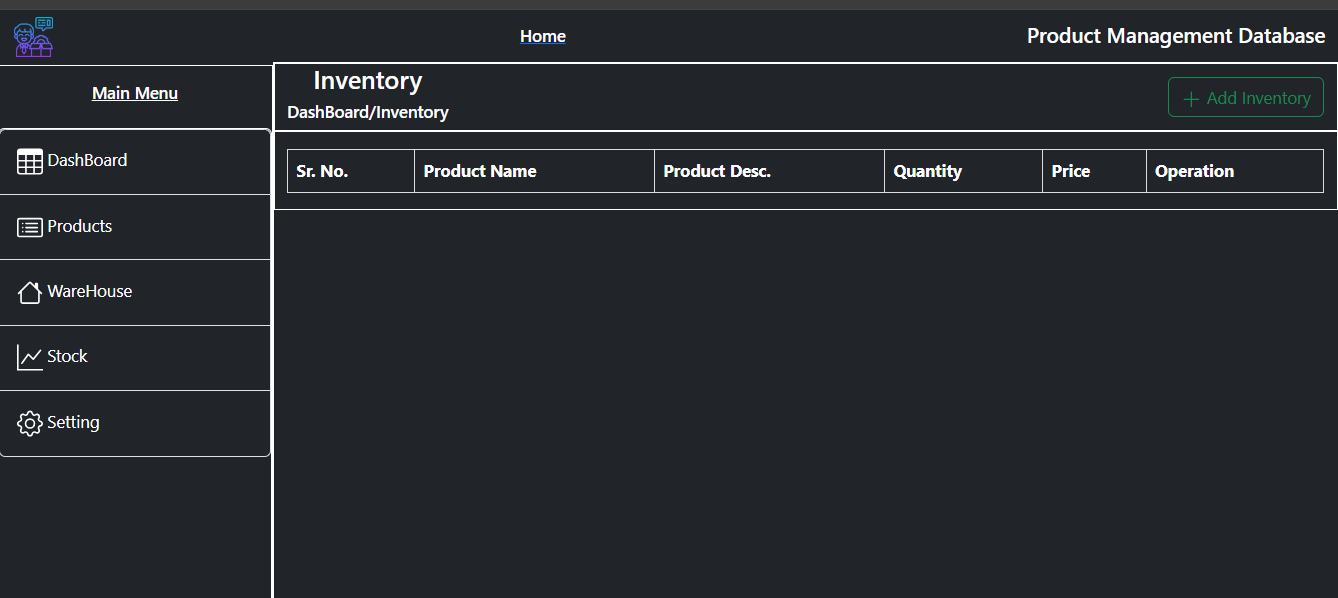 Home
Product Management Database
Main Menu
DashBoard
Products
WareHouse
Stock
Setting
Inventory
DashBoard/Inventory
Add Inventory
Sr. No. Product Name Product Desc. Quantity Price Operation